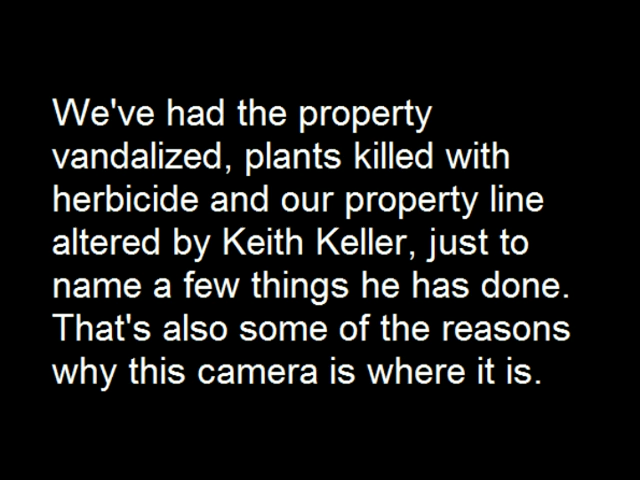 We've had the property
vandalized, plants killed with
herbicide and our property line
altered by Keith Keller, just to
name a few things he has done.
That's also some of the reasons
why this camera is where it is.